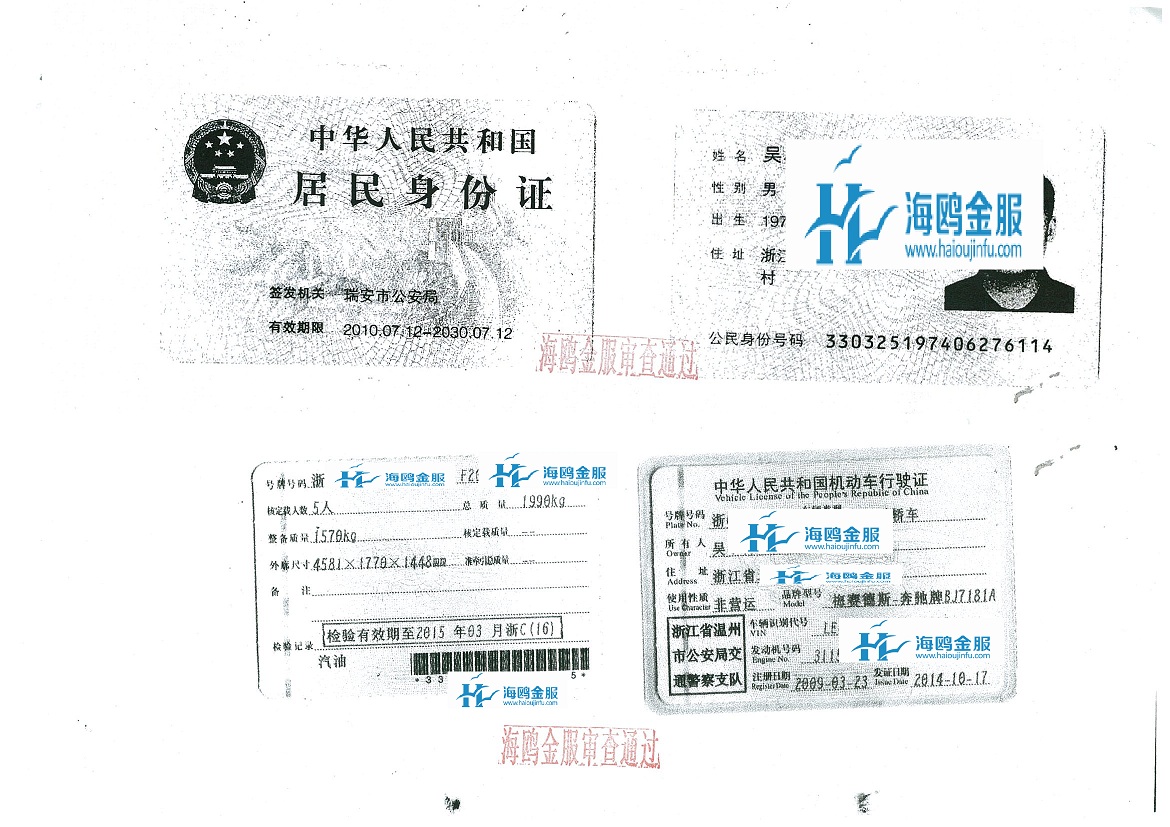 中华人民共和国
居民身份证
签发机关 瑞安市公安局
有效期限 2010.07.12-2030.07.12
姓名 吴
性别 男
出生 197
住址 浙江
村
公民身份号码 330325197406276114
海鸥金服
www.haioujinfu.com
海鸥金服审查通过
号牌号码 浙
海鸥金服
www.haioujinfu.com
海鸥金服
www.haioujinfu.com
核定载人数 5人 总质量 1990kg
整备质量 1570kg 核定载质量 --
外廓尺寸 4581×1770×1448mm 准牵引总质量 --
备注
检验记录 检验有效期至2015年03月浙C(16)
汽油
*33 5*
海鸥金服
www.haioujinfu.com
中华人民共和国机动车行驶证
Vehicle License of the People's Republic of China
号牌号码 浙 轿车
Plate No.
海鸥金服
www.haioujinfu.com
所有人 吴
Owner
住址 浙江省
Address
海鸥金服
www.haioujinfu.com
使用性质 非营运 品牌型号 梅赛德斯-奔驰牌BJ7181A
Use Character Model
浙江省温州
市公安局交
通警察支队
车辆识别代号 LE
VIN
发动机号码
Engine No.
海鸥金服
www.haioujinfu.com
注册日期 2009-03-23 发证日期 2014-10-17
Register Date Issue Date
海鸥金服审查通过